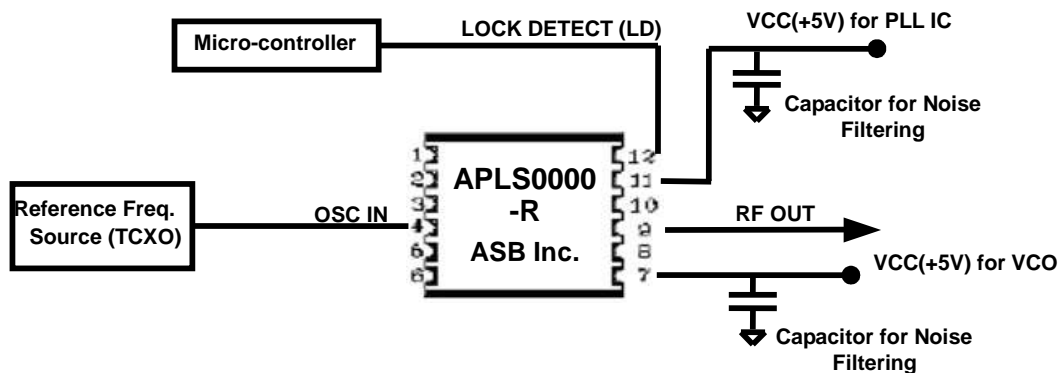 VCC(+5V) for PLL IC
Micro-controller
LOCK DETECT (LD)
Capacitor for Noise
Filtering
1
2
3
4
5
6
APLS0000
-R
ASB Inc.
12
11
10
9
8
7
Reference Freq.
Source (TCXO)
OSC IN
RF OUT
VCC(+5V) for VCO
Capacitor for Noise
Filtering